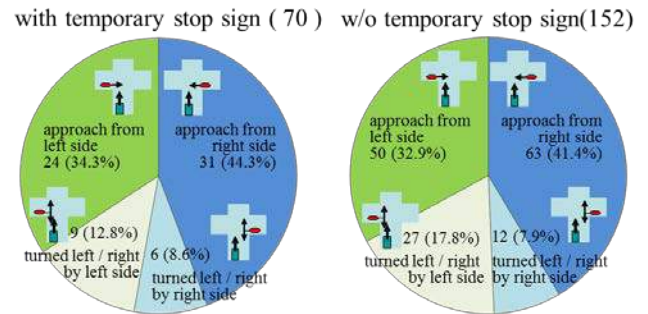 with temporary stop sign ( 70 )
approach from
left side
24 (34.3%)
approach from
right side
31 (44.3%)
9 (12.8%)
turned left / right
by left side
6 (8.6%)
turned left / right
by right side
w/o temporary stop sign(152)
approach from
left side
50 (32.9%)
approach from
right side
63 (41.4%)
27 (17.8%)
turned left / right
by left side
12 (7.9%)
turned left / right
by right side